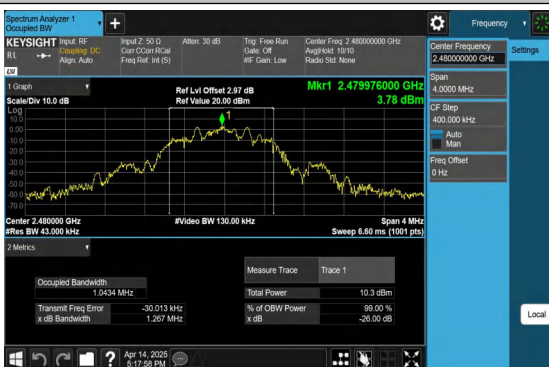 Spectrum Analyzer 1
Occupied BW
+
Frequency
KEYSIGHT
RL
Input: RF
Coupling: DC
Align: Auto
Input Z: 50 Ω
Corr CCorr RCal
Freq Ref: Int (S)
Atten: 30 dB
Trig: Free Run
Gate: Off
#IF Gain: Low
Center Freq: 2.480000000 GHz
Avg|Hold: 10/10
Radio Std: None
1 Graph
Scale/Div 10.0 dB
Ref Lvl Offset 2.97 dB
Ref Value 20.00 dBm
Mkr1 2.479976000 GHz
3.78 dBm
Log
10.0
0.00
-10.0
-20.0
-30.0
-40.0
-50.0
-60.0
-70.0
1
Center 2.480000 GHz
#Res BW 43.000 kHz
#Video BW 130.00 kHz
Span 4 MHz
Sweep 6.60 ms (1001 pts)
2 Metrics
Measure Trace
Trace 1
Occupied Bandwidth
1.0434 MHz
Total Power
10.3 dBm
Transmit Freq Error
-30.013 kHz
% of OBW Power
99.00 %
x dB Bandwidth
1.267 MHz
x dB
-26.00 dB
Center Frequency
2.480000000 GHz
Settings
Span
4.0000 MHz
CF Step
400.000 kHz
Auto
Man
Freq Offset
0 Hz
Local
?
Apr 14, 2025
5:17:58 PM